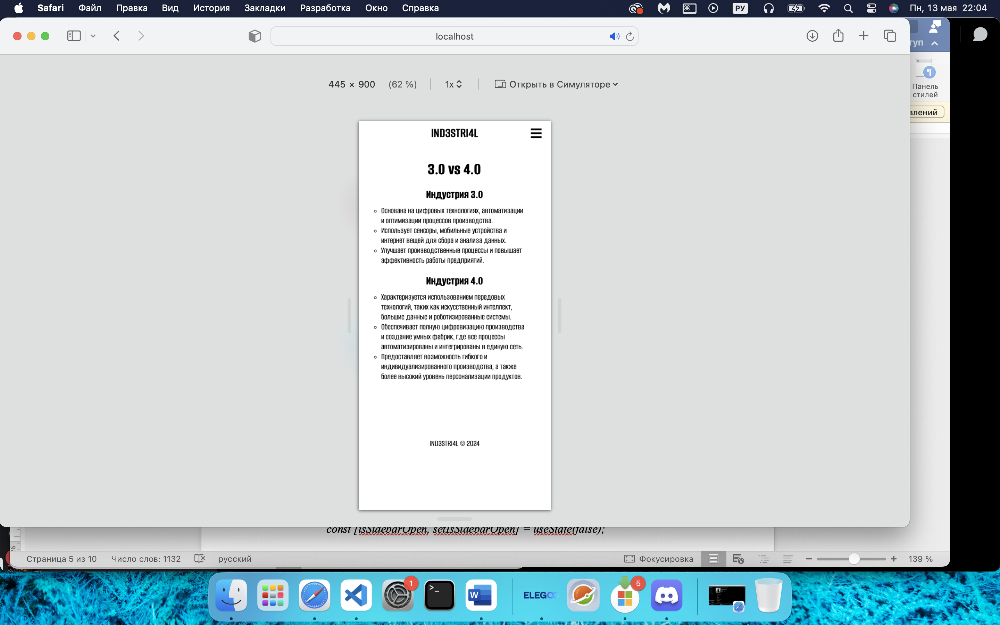 Safari Файл Правка Вид История Закладки Разработка Окно Справка РУ Пн, 13 мая 22:04
localhost
туп
445 × 900 (62 %) 1x Открыть в Симуляторе
Панель
стилей
влений
IND3STRI4L
3.0 vs 4.0
Индустрия 3.0
Основана на цифровых технологиях, автоматизации
и оптимизации процессов производства.
Использует сенсоры, мобильные устройства и
интернет вещей для сбора и анализа данных.
Улучшает производственные процессы и повышает
эффективность работы предприятий.
Индустрия 4.0
Характеризуется использованием передовых
технологий, таких как искусственный интеллект,
большие данные и роботизированные системы.
Обеспечивает полную цифровизацию производства
и создание умных фабрик, где все процессы
автоматизированы и интегрированы в единую сеть.
Предоставляет возможность гибкого и
индивидуализированного производства, а также
более высокий уровень персонализации продуктов.
IND3STRI4L © 2024
const [isSidebarOpen, setIsSidebarOpen] = useState(false);
26
Страница 5 из 10 Число слов: 1132 русский Фокусировка 139 %
1
W
ELEGOO
5